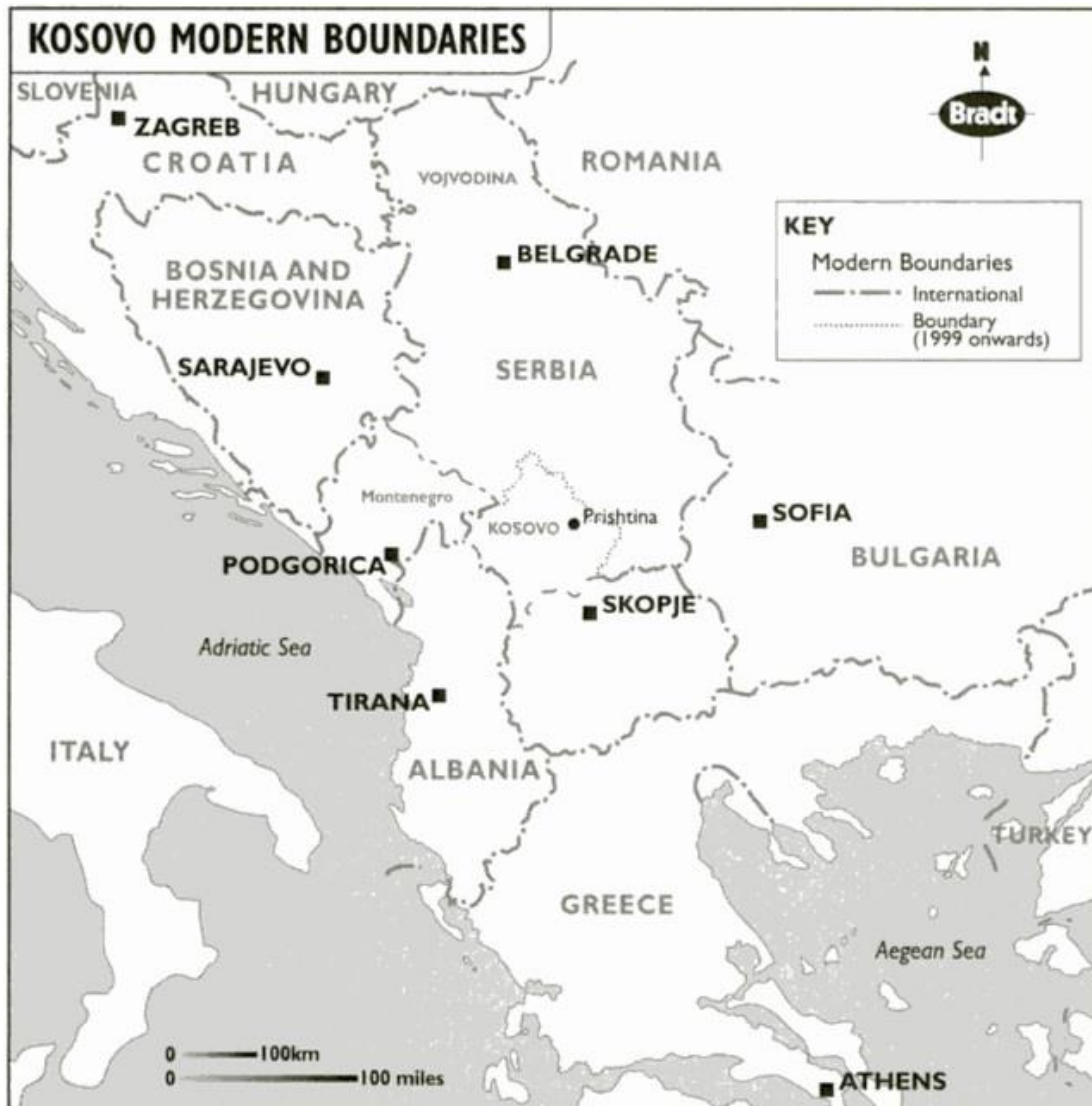 KOSOVO MODERN BOUNDARIES
N
Bradt
SLOVENIA
HUNGARY
ZAGREB
CROATIA
VOJVODINA
ROMANIA
KEY
Modern Boundaries
International
Boundary
(1999 onwards)
BELGRADE
BOSNIA AND
HERZEGOVINA
SARAJEVO
SERBIA
Montenegro
KOSOVO
Prishtina
SOFIA
BULGARIA
PODGORICA
SKOPJE
Adriatic Sea
TIRANA
ITALY
ALBANIA
TURKEY
GREECE
Aegean Sea
0 100km
0 100 miles
ATHENS